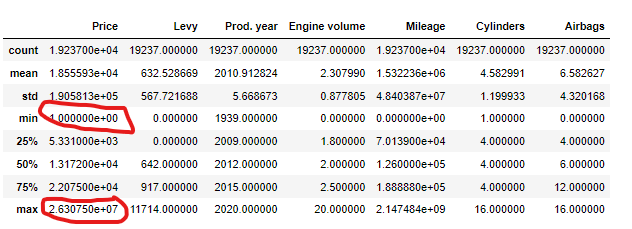 Price Levy Prod. year Engine volume Mileage Cylinders Airbags
count 1.923700e+04 19237.000000 19237.000000 19237.000000 1.923700e+04 19237.000000 19237.000000
mean 1.855593e+04 632.528669 2010.912824 2.307990 1.532236e+06 4.582991 6.582627
std 1.905813e+05 567.721688 5.668673 0.877805 4.840387e+07 1.199933 4.320168
min 1.000000e+00 0.000000 1939.000000 0.000000 0.000000e+00 1.000000 0.000000
25% 5.331000e+03 0.000000 2009.000000 1.800000 7.013900e+04 4.000000 4.000000
50% 1.317200e+04 642.000000 2012.000000 2.000000 1.260000e+05 4.000000 6.000000
75% 2.207500e+04 917.000000 2015.000000 2.500000 1.888880e+05 4.000000 12.000000
max 2.630750e+07 11714.000000 2020.000000 20.000000 2.147484e+09 16.000000 16.000000